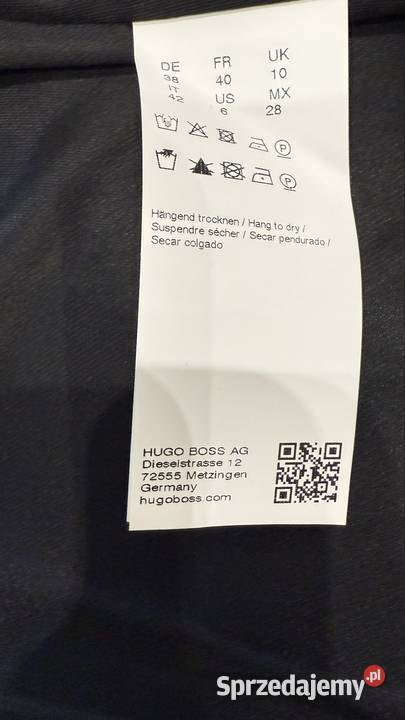 DE FR UK
38 40 10
IT US MX
42 6 28
P
P
Hängend trocknen / Hang to dry /
Suspendre sécher / Secar pendurado /
Secar colgado
HUGO BOSS AG
Dieselstrasse 12
72555 Metzingen
Germany
hugoboss.com
Sprzedajemy.pl